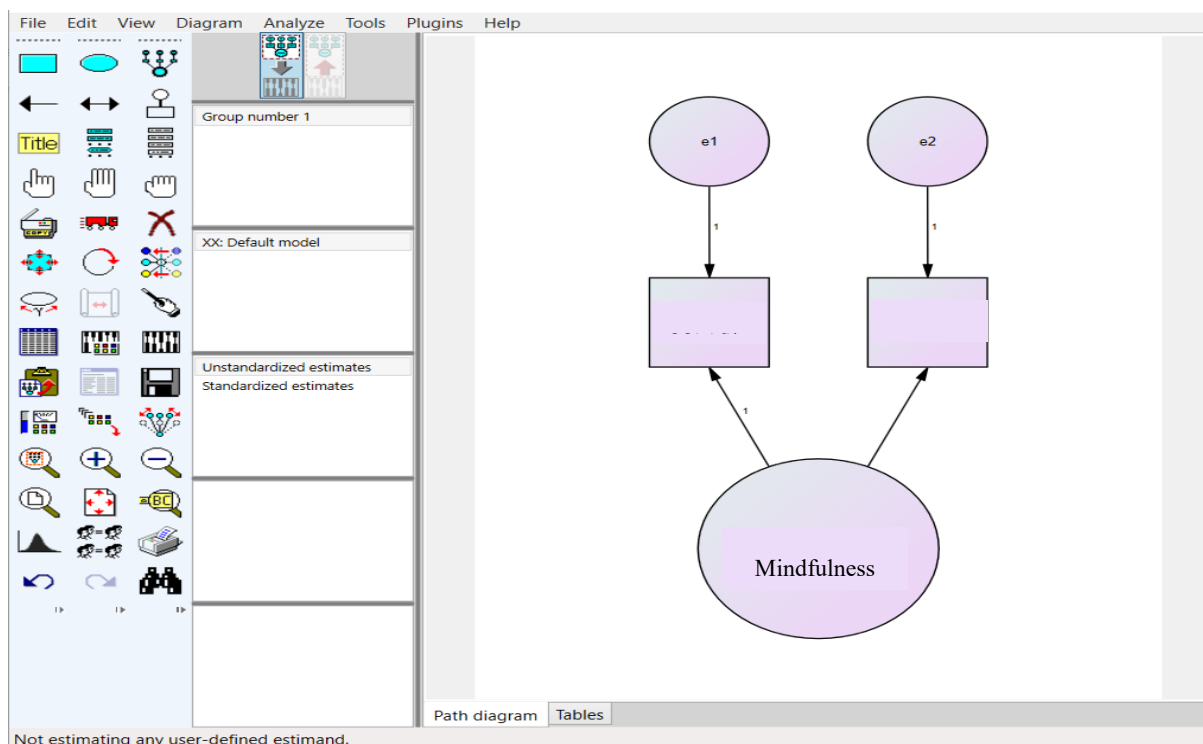 File Edit View Diagram Analyze Tools Plugins Help
Title
Group number 1
XX: Default model
Unstandardized estimates
Standardized estimates
e1 e2
1 1
1
Mindfulness
Path diagram Tables
Not estimating any user-defined estimand.